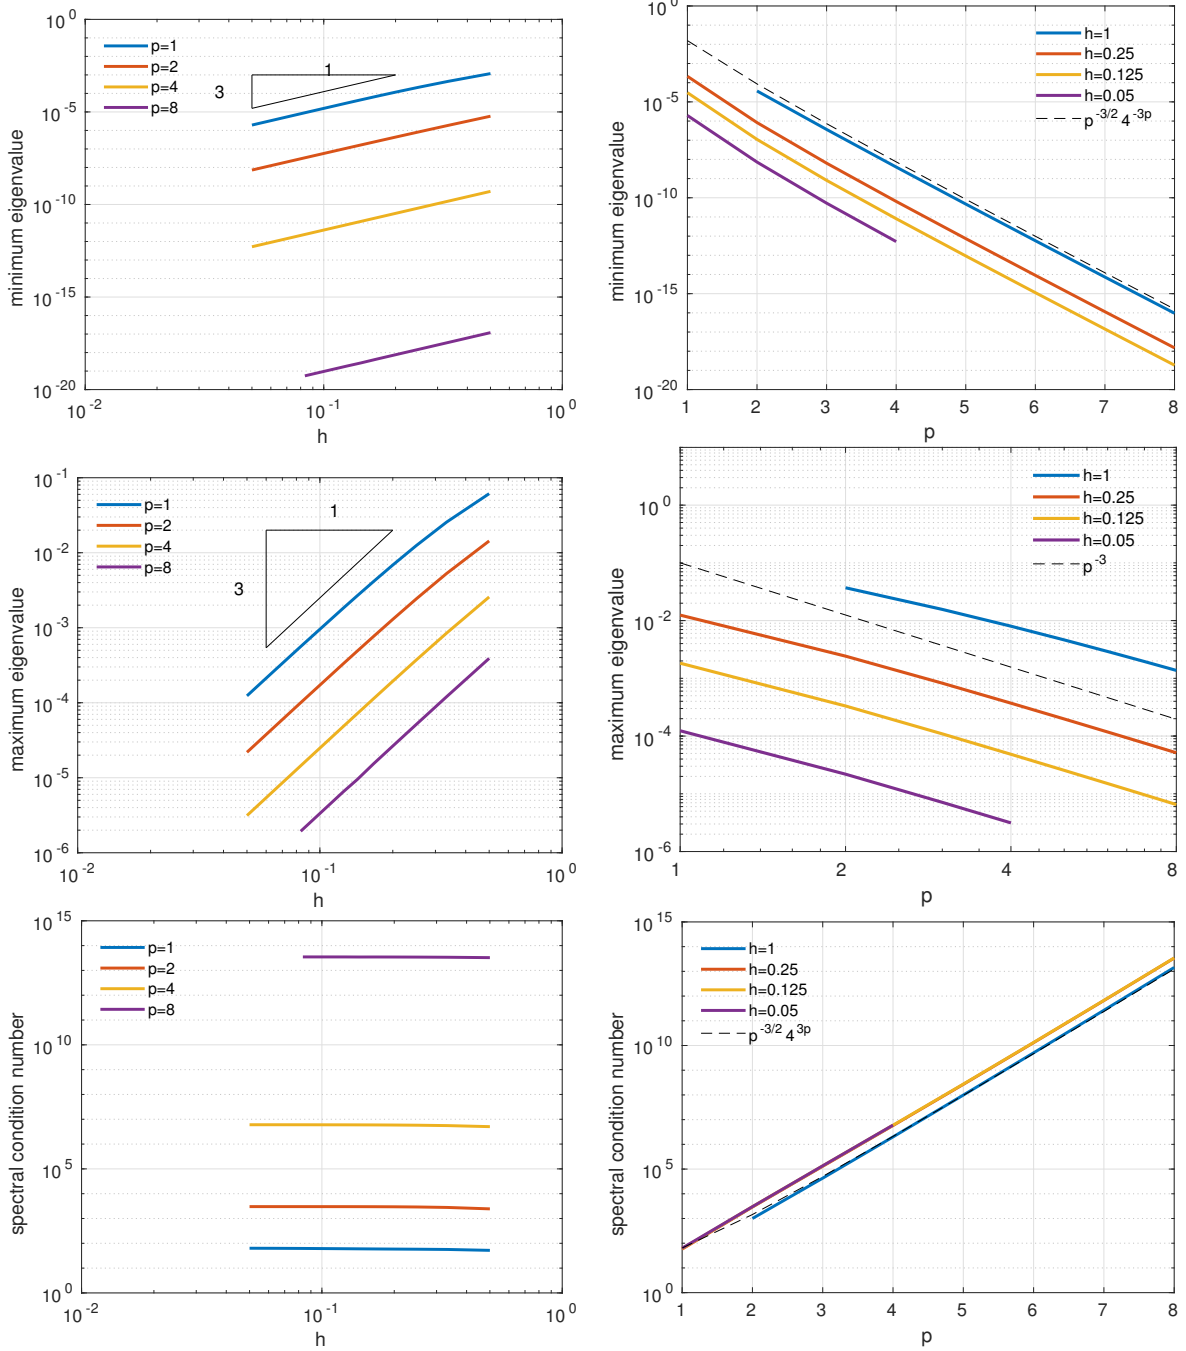 10^0
10^-5
10^-10
10^-15
10^-20
minimum eigenvalue
p=1
p=2
p=4
p=8
1
3
10^-2
10^-1
10^0
h
10^0
10^-5
10^-10
10^-15
10^-20
minimum eigenvalue
h=1
h=0.25
h=0.125
h=0.05
p^-3/2 4^-3p
1 2 3 4 5 6 7 8
p
10^-1
10^-2
10^-3
10^-4
10^-5
10^-6
maximum eigenvalue
p=1
p=2
p=4
p=8
1
3
10^-2
10^-1
10^0
h
10^0
10^-2
10^-4
10^-6
maximum eigenvalue
h=1
h=0.25
h=0.125
h=0.05
p^-3
1 2 4 8
p
10^15
10^10
10^5
10^0
spectral condition number
p=1
p=2
p=4
p=8
10^-2
10^-1
10^0
h
10^15
10^10
10^5
10^0
spectral condition number
h=1
h=0.25
h=0.125
h=0.05
p^-3/2 4^3p
1 2 3 4 5 6 7 8
p